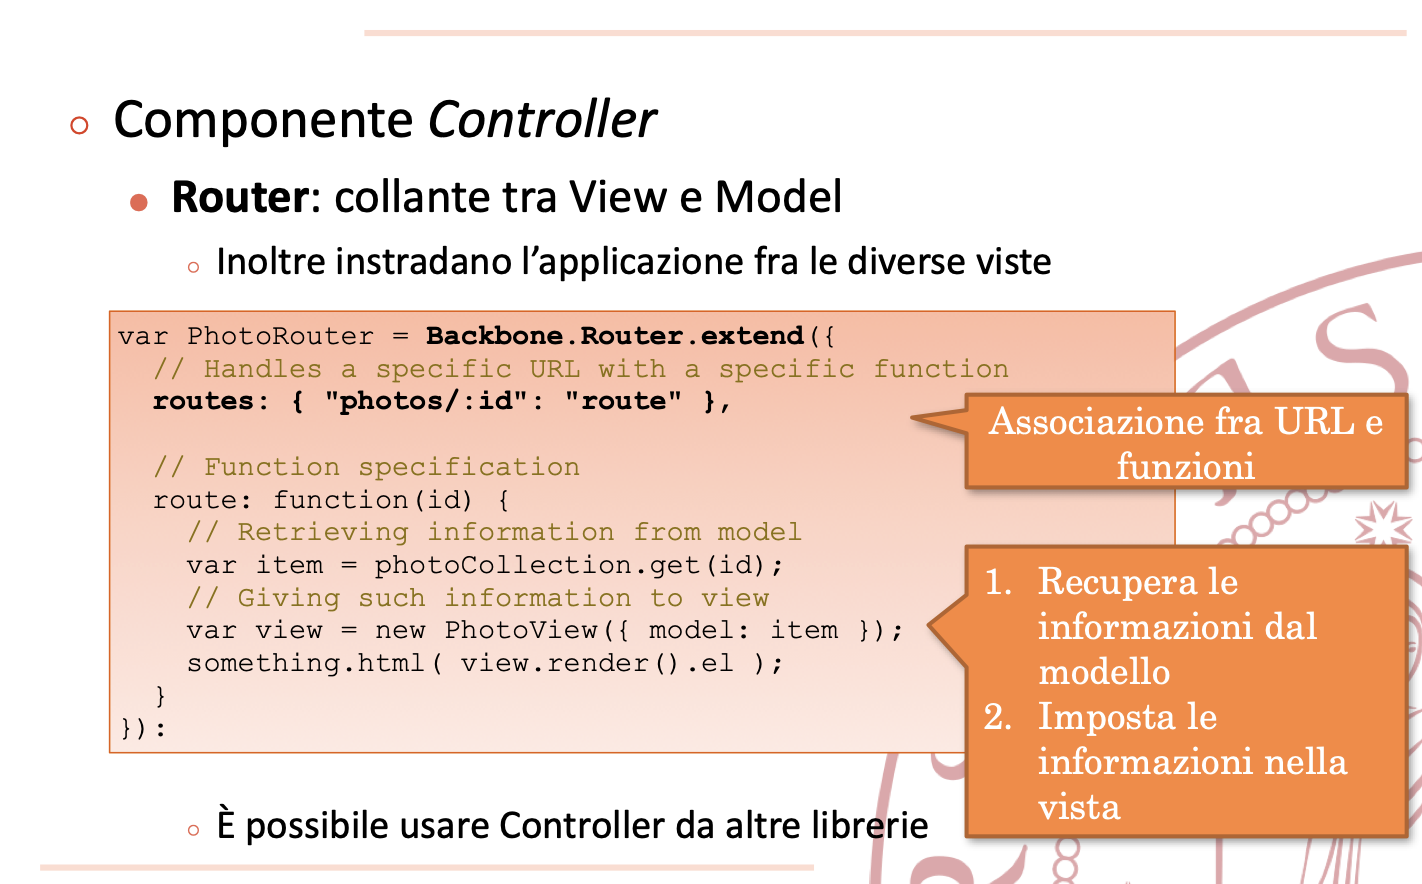 Componente Controller
Router: collante tra View e Model
Inoltre instradano l’applicazione fra le diverse viste
var PhotoRouter = Backbone.Router.extend({
// Handles a specific URL with a specific function
routes: { "photos/:id": "route" },
// Function specification
route: function(id) {
// Retrieving information from model
var item = photoCollection.get(id);
// Giving such information to view
var view = new PhotoView({ model: item });
something.html( view.render().el );
}
}):
Associazione fra URL e
funzioni
1. Recupera le
informazioni dal
modello
2. Imposta le
informazioni nella
vista
È possibile usare Controller da altre librerie